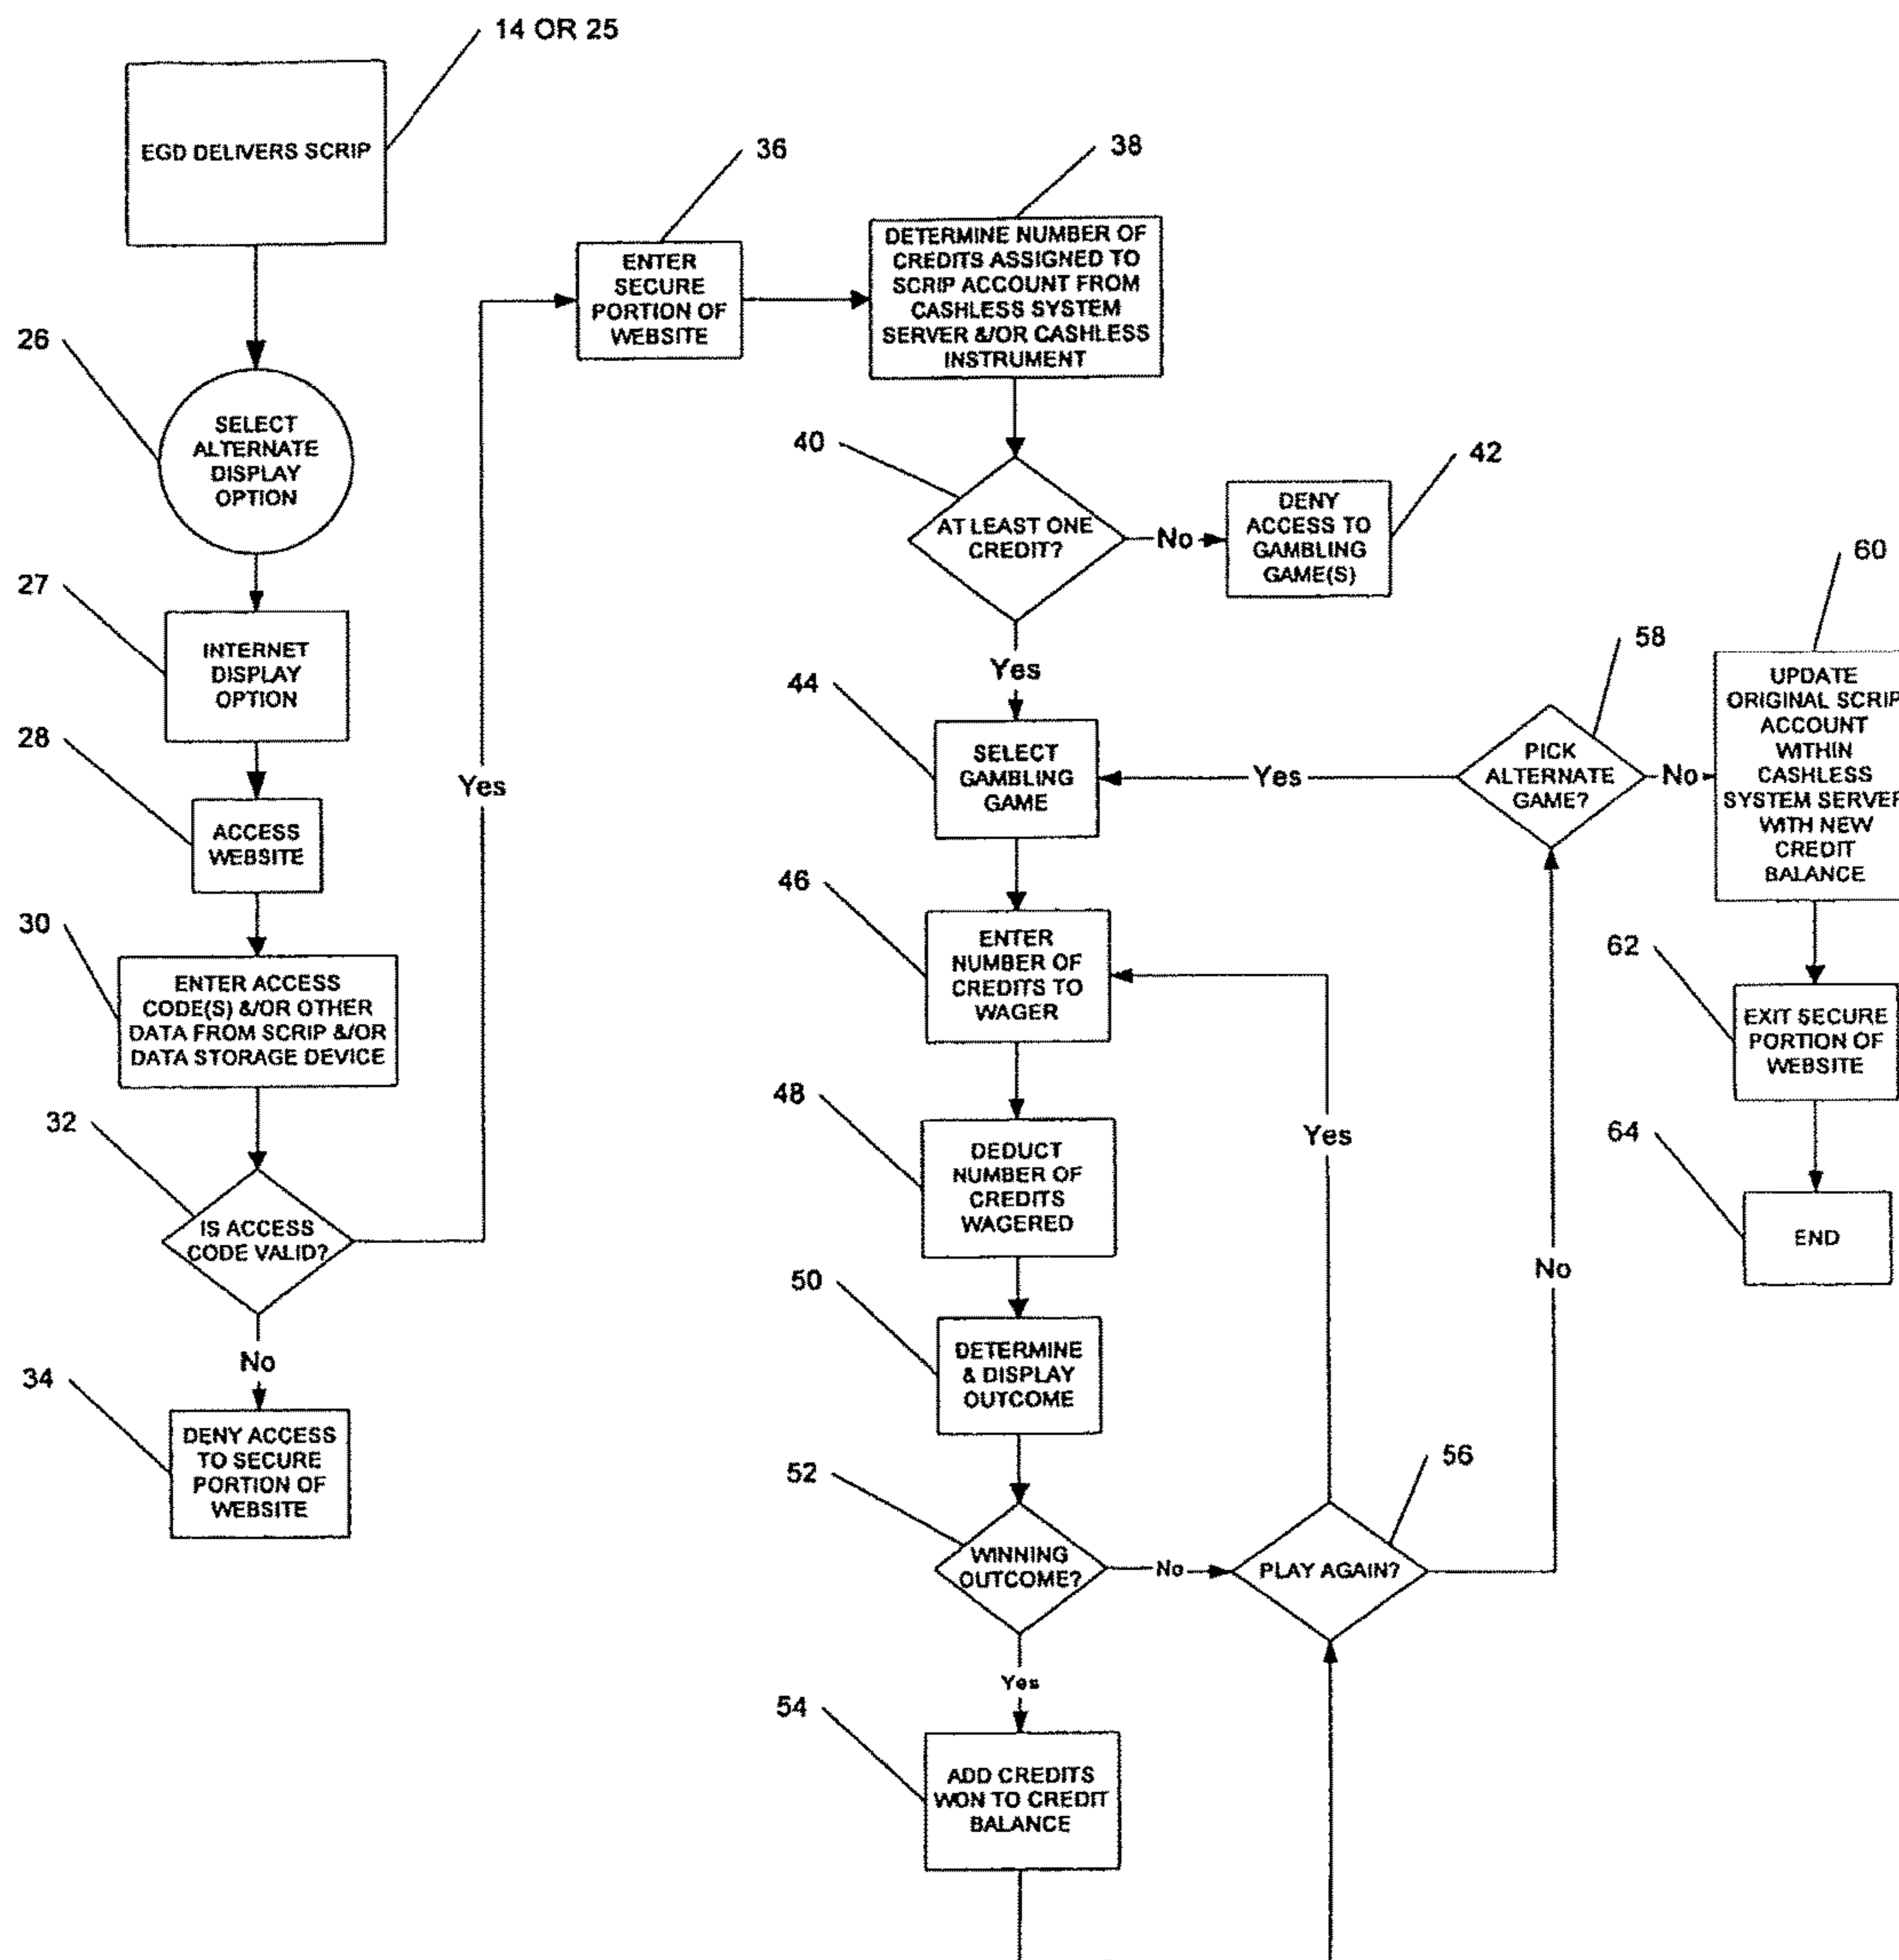 14 OR 25
EGD DELIVERS SCRIP
26
SELECT
ALTERNATE
DISPLAY
OPTION
27
INTERNET
DISPLAY
OPTION
28
ACCESS
WEBSITE
30
ENTER ACCESS
CODE(S) &/OR OTHER
DATA FROM SCRIP &/OR
DATA STORAGE DEVICE
32
IS ACCESS
CODE VALID?
Yes
No
34
DENY ACCESS
TO SECURE
PORTION OF
WEBSITE
36
ENTER
SECURE
PORTION OF
WEBSITE
38
DETERMINE NUMBER OF
CREDITS ASSIGNED TO
SCRIP ACCOUNT FROM
CASHLESS SYSTEM
SERVER &/OR CASHLESS
INSTRUMENT
40
AT LEAST ONE
CREDIT?
No
42
DENY
ACCESS TO
GAMBLING
GAME(S)
Yes
44
SELECT
GAMBLING
GAME
46
ENTER
NUMBER OF
CREDITS TO
WAGER
48
DEDUCT
NUMBER OF
CREDITS
WAGERED
50
DETERMINE
& DISPLAY
OUTCOME
52
WINNING
OUTCOME?
No
Yes
54
ADD CREDITS
WON TO CREDIT
BALANCE
56
PLAY AGAIN?
Yes
No
58
PICK
ALTERNATE
GAME?
Yes
No
60
UPDATE
ORIGINAL SCRIP
ACCOUNT
WITHIN
CASHLESS
SYSTEM SERVER
WITH NEW
CREDIT
BALANCE
62
EXIT SECURE
PORTION OF
WEBSITE
64
END